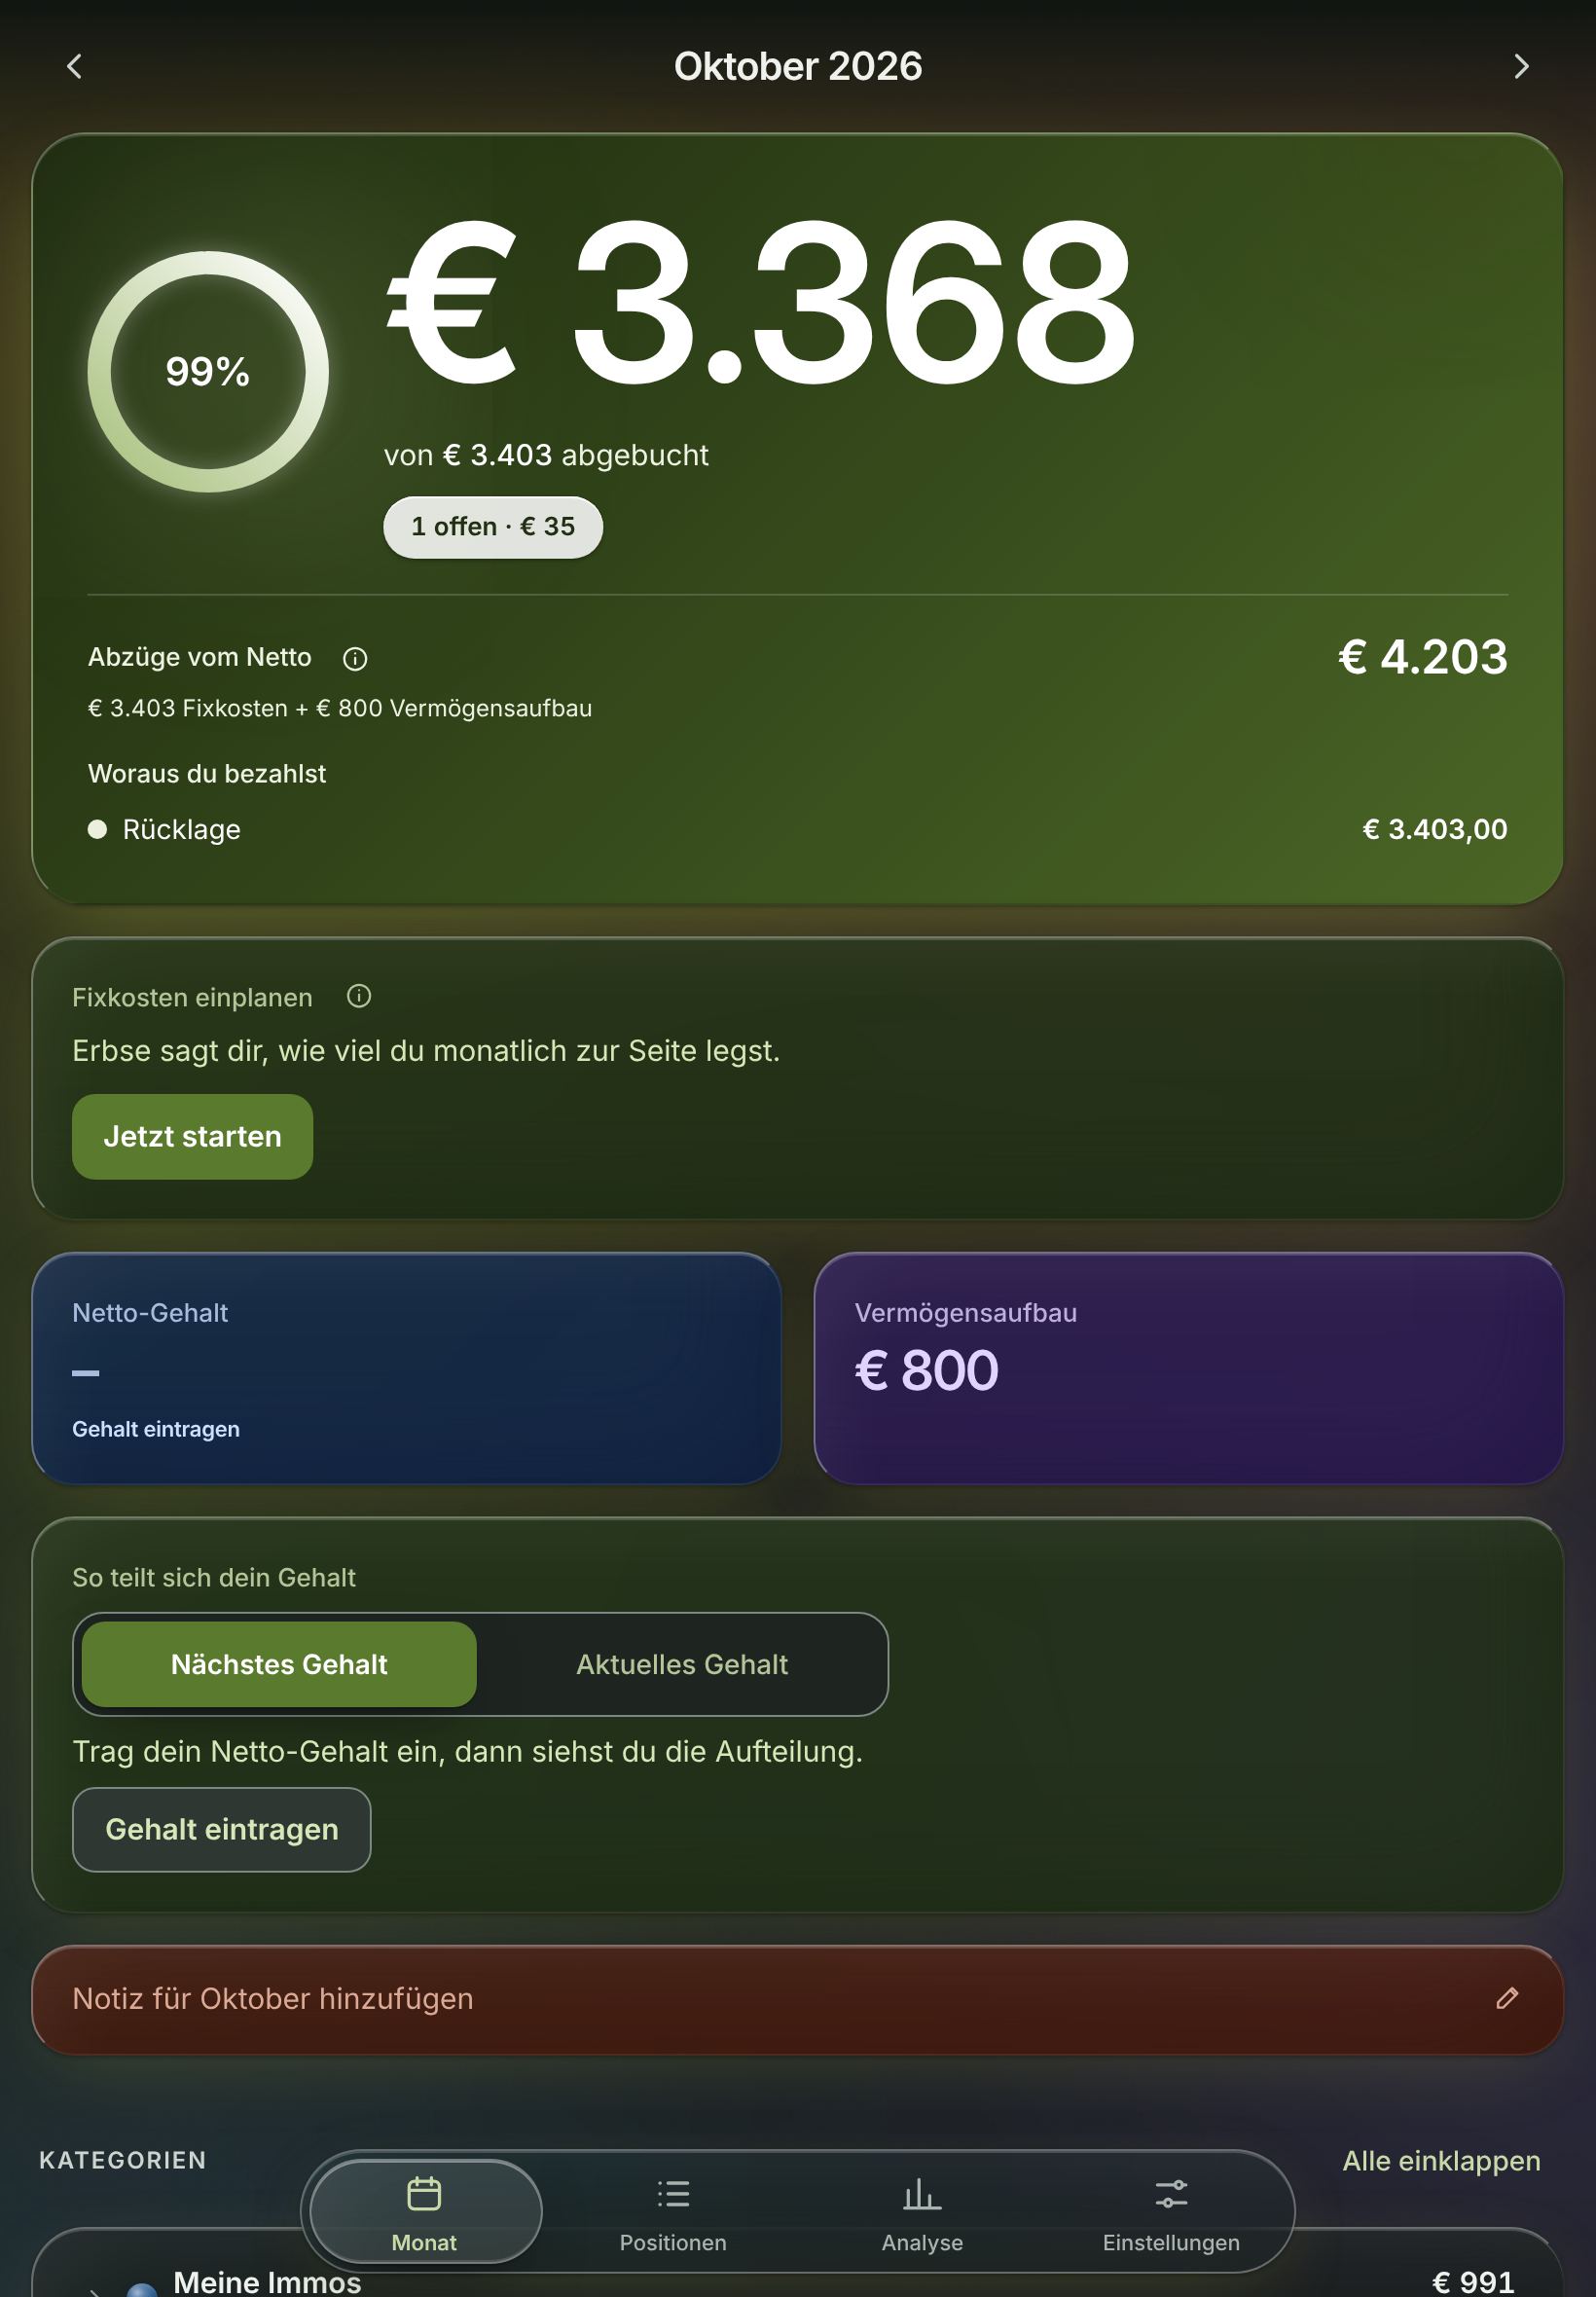 Oktober 2026
99%
€ 3.368
von € 3.403 abgebucht
1 offen · € 35
Abzüge vom Netto
€ 4.203
€ 3.403 Fixkosten + € 800 Vermögensaufbau
Woraus du bezahlst
Rücklage
€ 3.403,00
Fixkosten einplanen
Erbse sagt dir, wie viel du monatlich zur Seite legst.
Jetzt starten
Netto-Gehalt
–
Gehalt eintragen
Vermögensaufbau
€ 800
So teilt sich dein Gehalt
Nächstes Gehalt
Aktuelles Gehalt
Trag dein Netto-Gehalt ein, dann siehst du die Aufteilung.
Gehalt eintragen
Notiz für Oktober hinzufügen
KATEGORIEN
Alle einklappen
Monat
Positionen
Analyse
Einstellungen
Meine Immos
€ 991